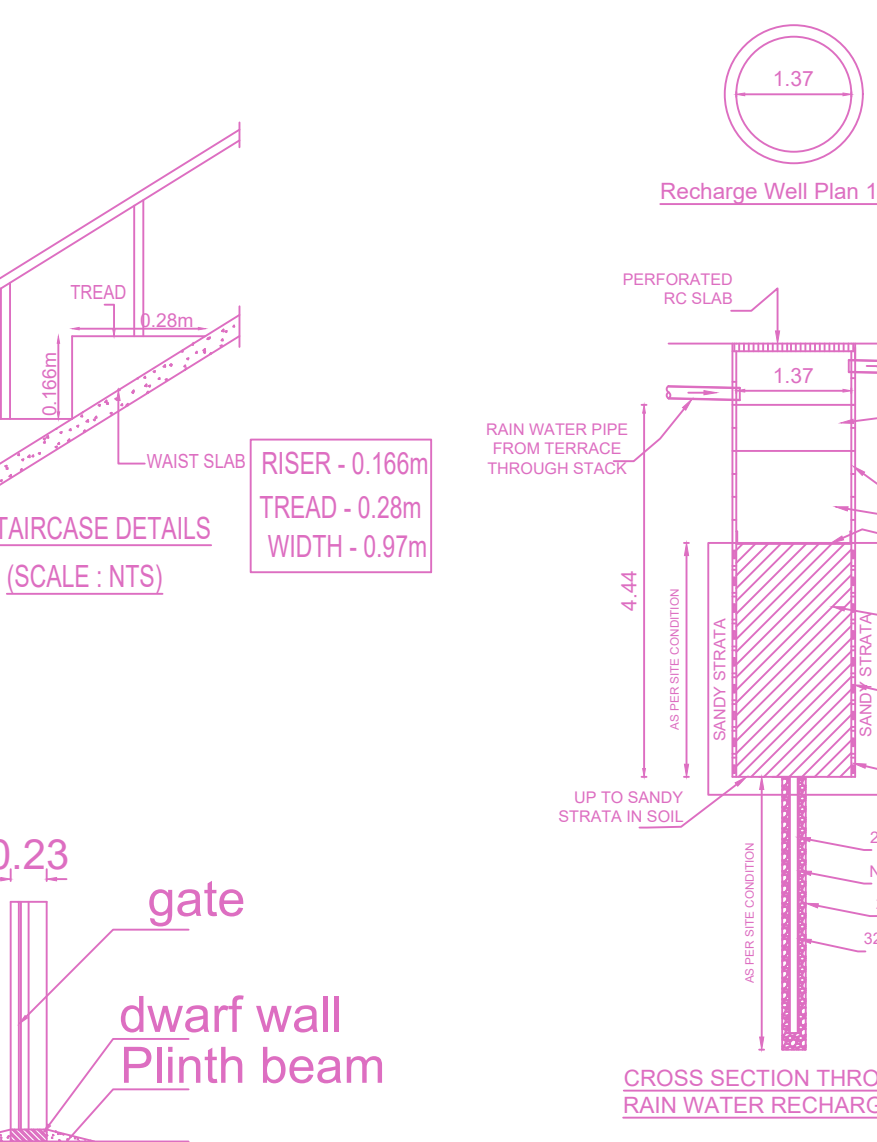 1.37
Recharge Well Plan 1
TREAD
0.28m
0.166m
WAIST SLAB
RISER - 0.166m
TREAD - 0.28m
WIDTH - 0.97m
TAIRCASE DETAILS
(SCALE : NTS)
PERFORATED
RC SLAB
1.37
RAIN WATER PIPE
FROM TERRACE
THROUGH STACK
4.44
AS PER SITE CONDITION
SANDY STRATA
SANDY STRATA
UP TO SANDY
STRATA IN SOIL
AS PER SITE CONDITION
2
N
32
CROSS SECTION THRO
RAIN WATER RECHARG
0.23
gate
dwarf wall
Plinth beam